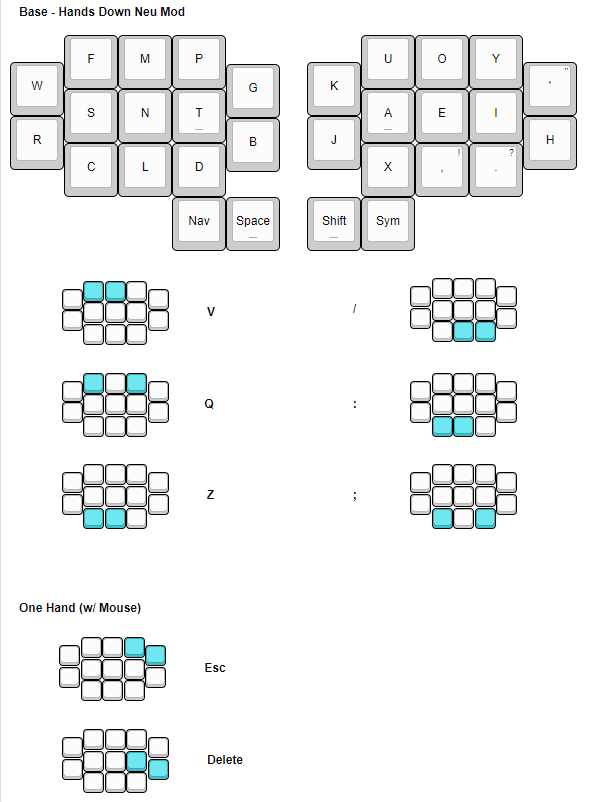 Base - Hands Down Neu Mod
F M P U O Y
W G K ' "
S N T A E I
R B J H
C L D X , ! . ?
Nav Space Shift Sym
V /
Q :
Z ;
One Hand (w/ Mouse)
Esc
Delete